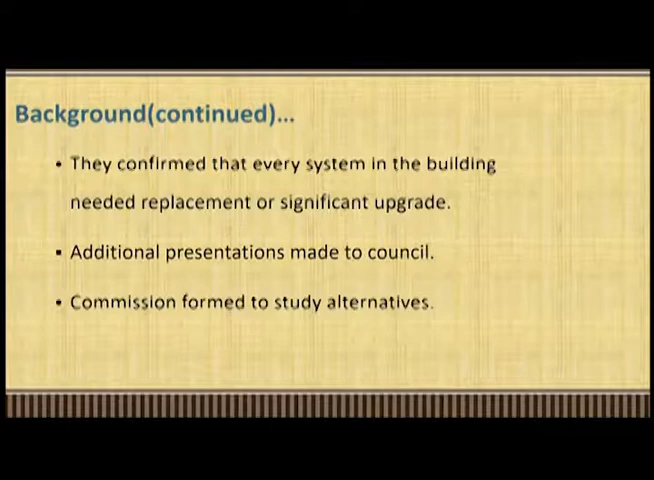 Background(continued)...
• They confirmed that every system in the building
needed replacement or significant upgrade.
• Additional presentations made to council.
• Commission formed to study alternatives.